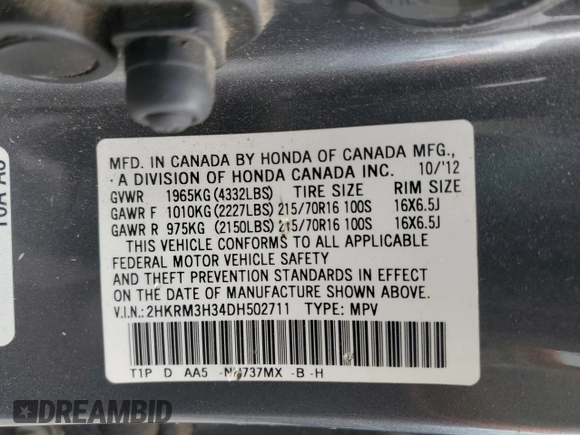 MFD. IN CANADA BY HONDA OF CANADA MFG.,
A DIVISION OF HONDA CANADA INC. 10/'12
GVWR 1965KG (4332LBS) TIRE SIZE RIM SIZE
GAWR F 1010KG (2227LBS) 215/70R16 100S 16X6.5J
GAWR R 975KG (2150LBS) 215/70R16 100S 16X6.5J
THIS VEHICLE CONFORMS TO ALL APPLICABLE
FEDERAL MOTOR VEHICLE SAFETY
AND THEFT PREVENTION STANDARDS IN EFFECT
ON THE DATE OF MANUFACTURE SHOWN ABOVE.
V.I.N.: 2HKRM3H34DH502711 TYPE: MPV
T1P D AA5 -NH737MX -B -H
DREAMBID